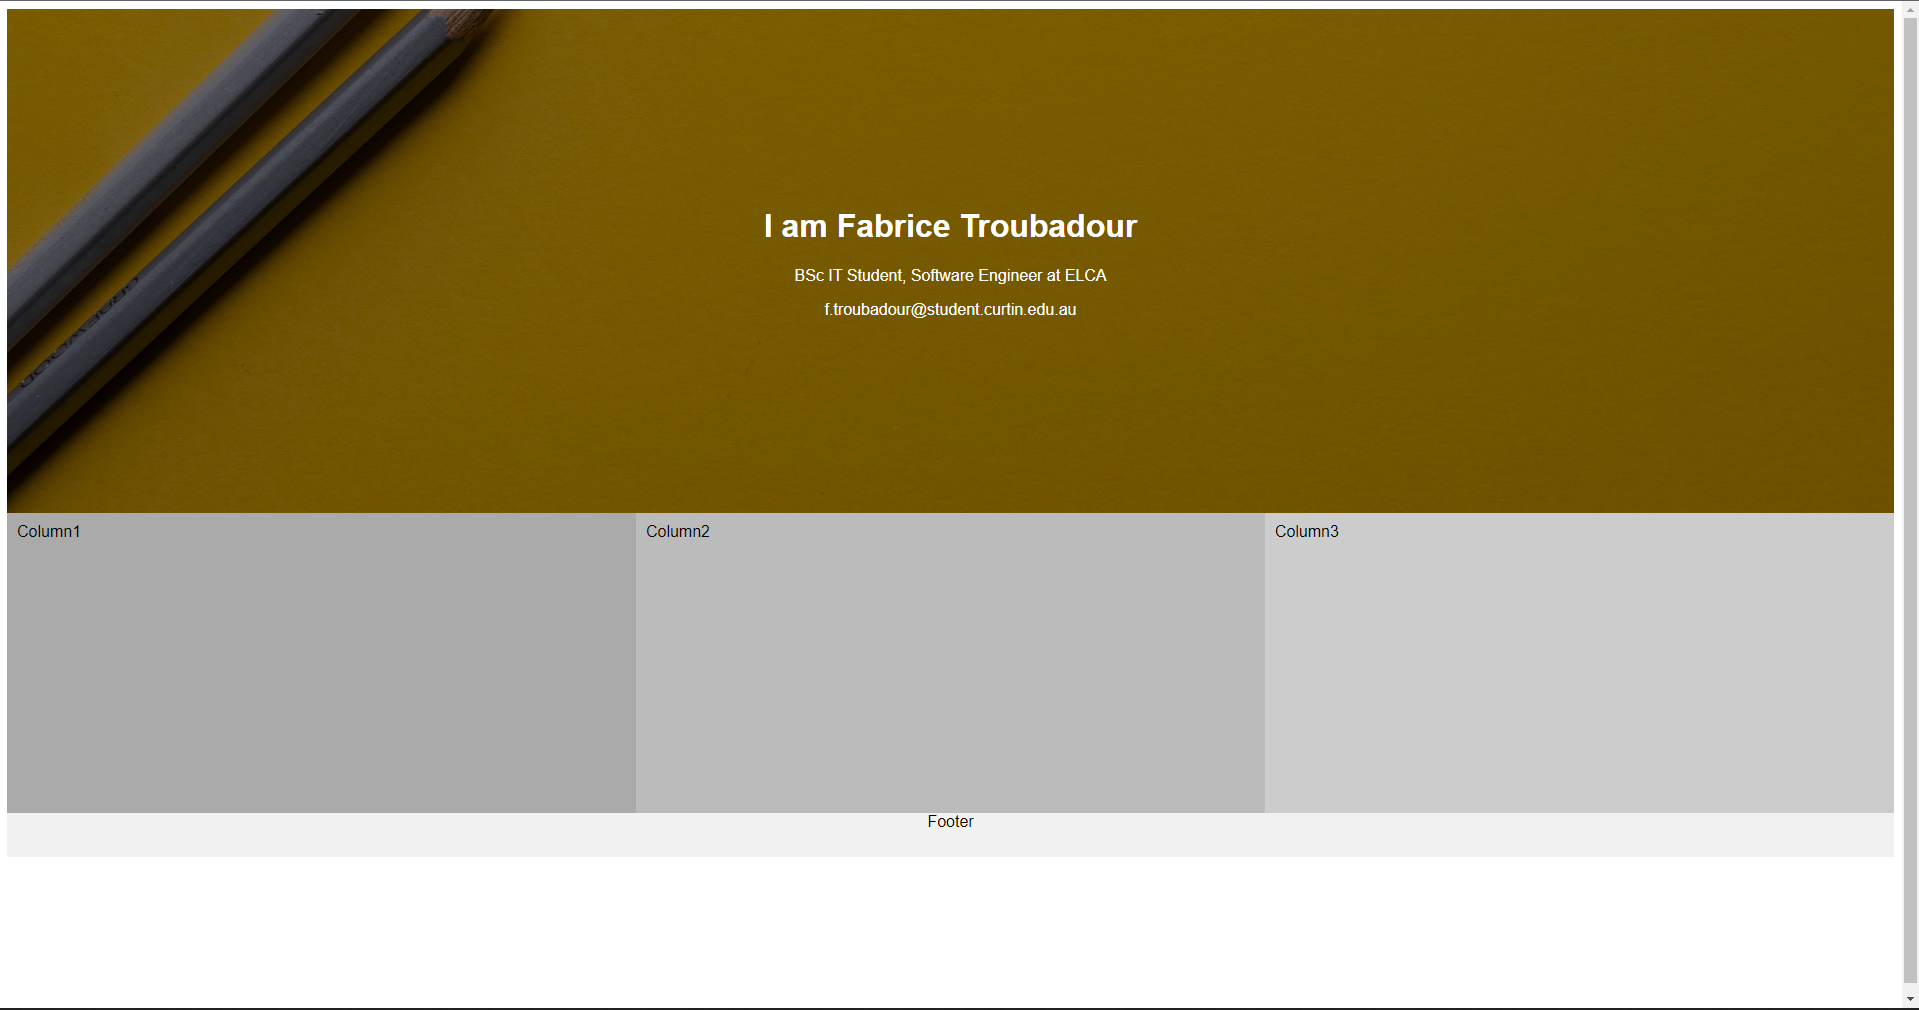 I am Fabrice Troubadour
BSc IT Student, Software Engineer at ELCA
f.troubadour@student.curtin.edu.au
Column1
Column2
Column3
Footer